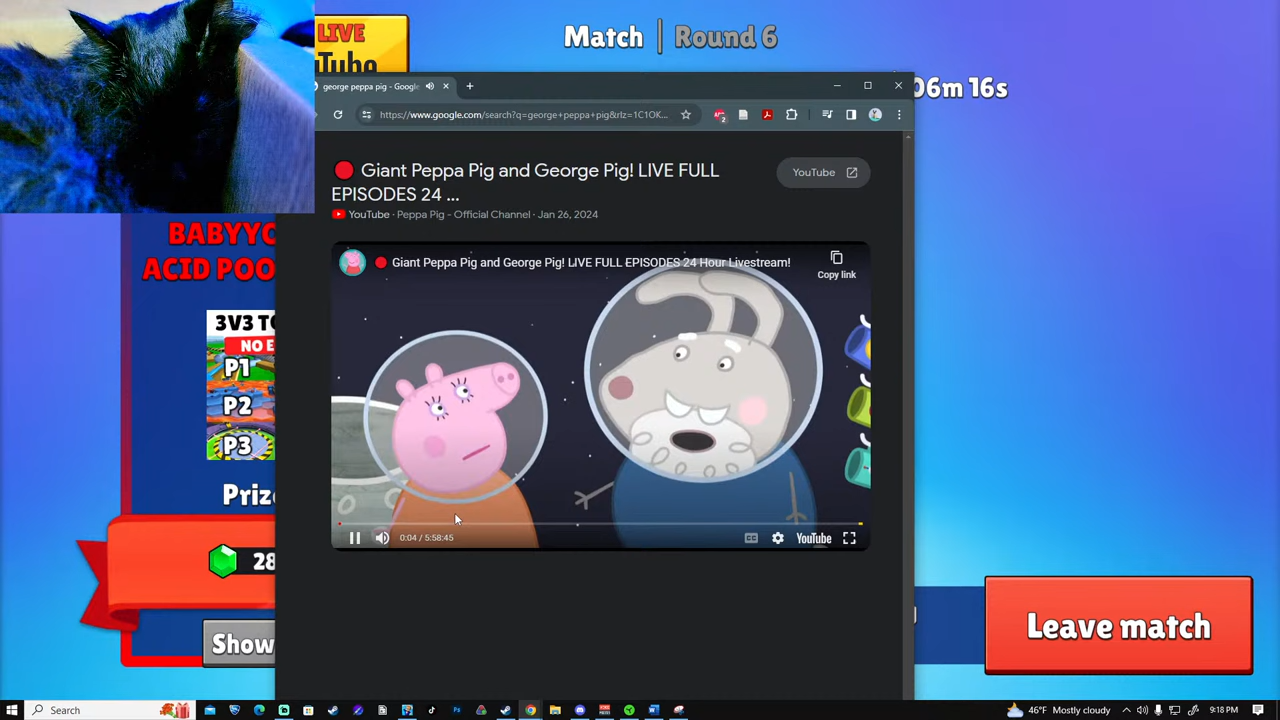 LIVE
Match | Round 6
06m 16s
george peppa pig - Google
https://www.google.com/search?q=george+peppa+pig&rlz=1C1OK...
2
🔴 Giant Peppa Pig and George Pig! LIVE FULL
EPISODES 24 ...
YouTube
YouTube · Peppa Pig - Official Channel · Jan 26, 2024
🔴 Giant Peppa Pig and George Pig! LIVE FULL EPISODES 24 Hour Livestream!
Copy link
BABYYO
ACID POO
3V3 TO
NO E
P1
P2
P3
Prize
28
Show
0:04 / 5:58:45
CC
YouTube
Leave match
Search
46°F Mostly cloudy
9:18 PM